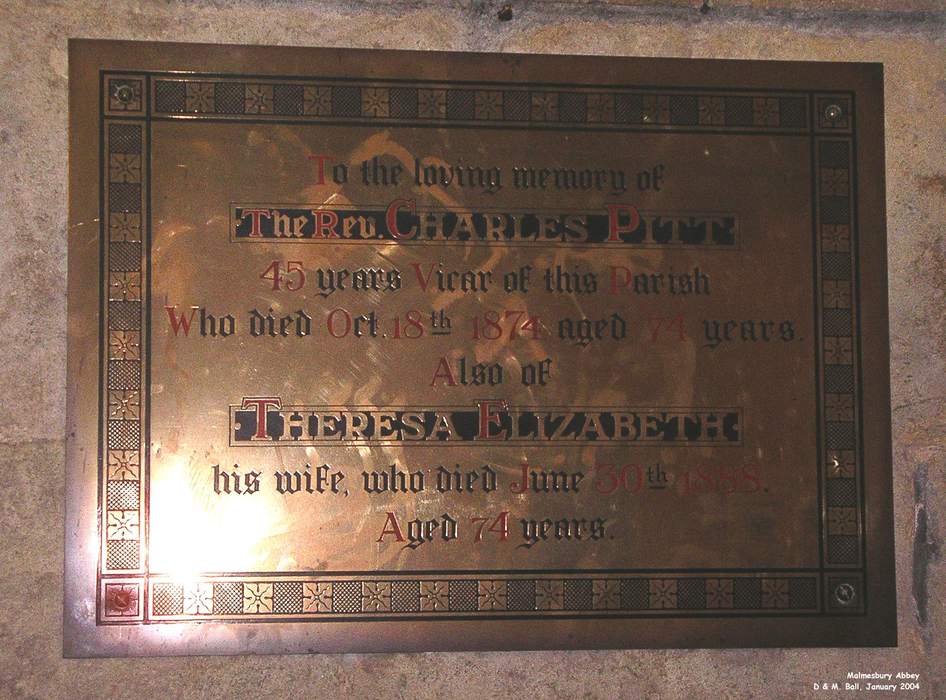 To the loving memory of
The Rev. CHARLES PITT
45 years Vicar of this Parish
Who died Oct. 18th 1874 aged 74 years.
Also of
THERESA ELIZABETH
his wife, who died June 30th 1888.
Aged 74 years.
Malmesbury Abbey
D & M. Ball, January 2004